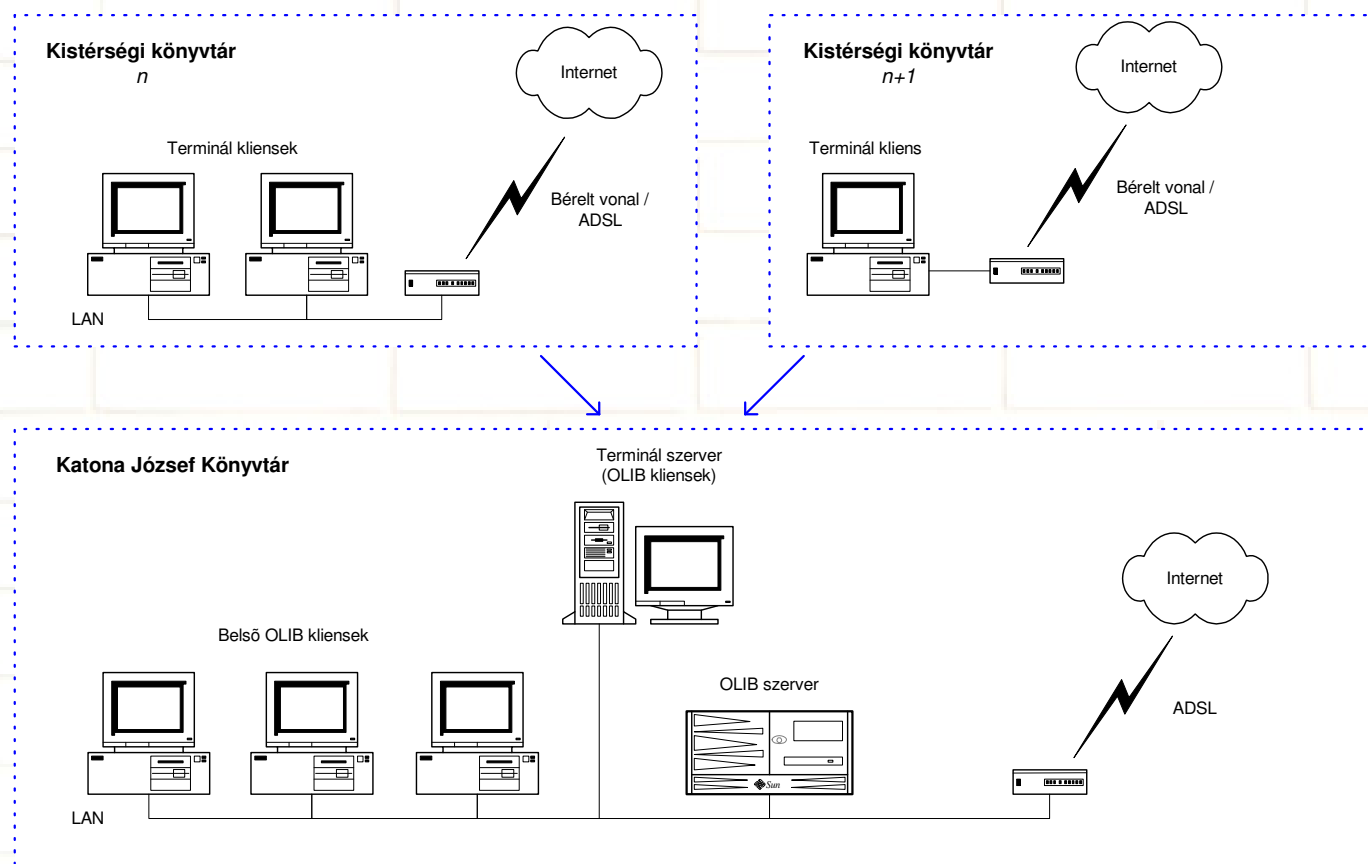 Kistérségi könyvtár
n
Internet
Terminál kliensek
Bérelt vonal /
ADSL
LAN
Kistérségi könyvtár
n+1
Internet
Terminál kliens
Bérelt vonal /
ADSL
Katona József Könyvtár
Terminál szerver
(OLIB kliensek)
Internet
Belsõ OLIB kliensek
OLIB szerver
ADSL
Sun
LAN